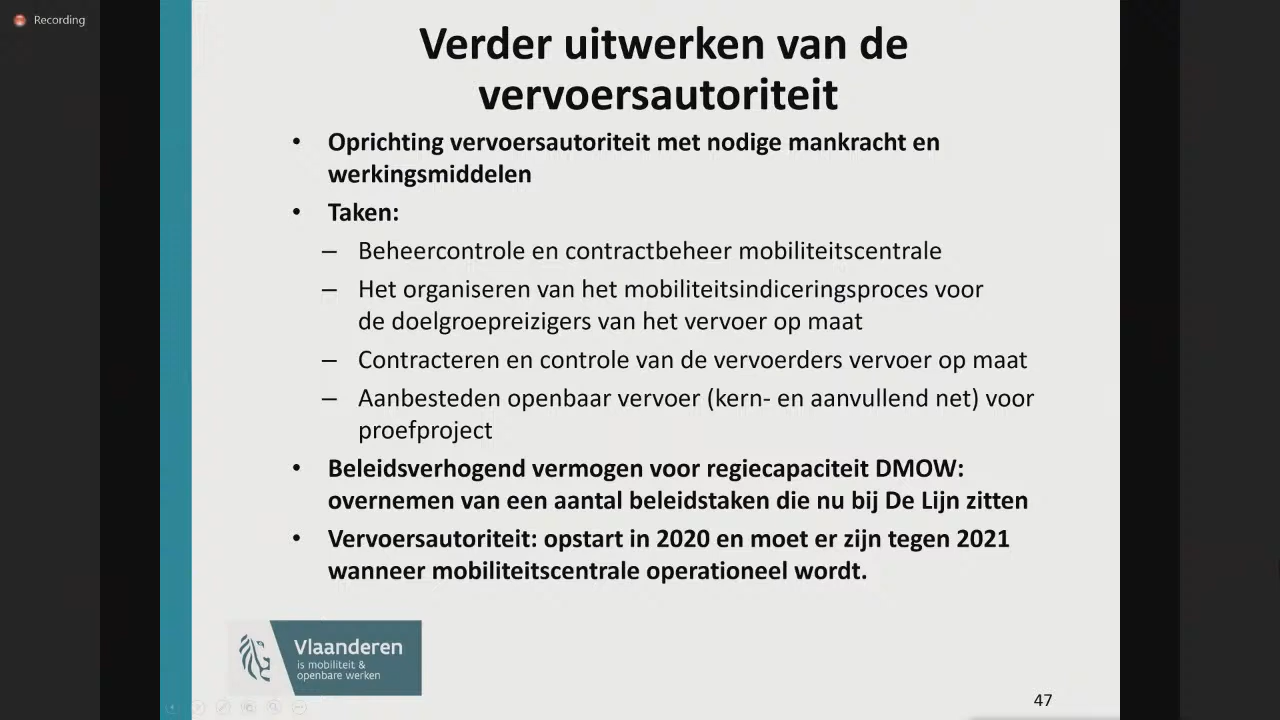 Recording
Verder uitwerken van de
vervoersautoriteit
• Oprichting vervoersautoriteit met nodige mankracht en
werkingsmiddelen
• Taken:
– Beheercontrole en contractbeheer mobiliteitscentrale
– Het organiseren van het mobiliteitsindiceringsproces voor
de doelgroepreizigers van het vervoer op maat
– Contracteren en controle van de vervoerders vervoer op maat
– Aanbesteden openbaar vervoer (kern- en aanvullend net) voor
proefproject
• Beleidsverhogend vermogen voor regiecapaciteit DMOW:
overnemen van een aantal beleidstaken die nu bij De Lijn zitten
• Vervoersautoriteit: opstart in 2020 en moet er zijn tegen 2021
wanneer mobiliteitscentrale operationeel wordt.
Vlaanderen
is mobiliteit &
openbare werken
47